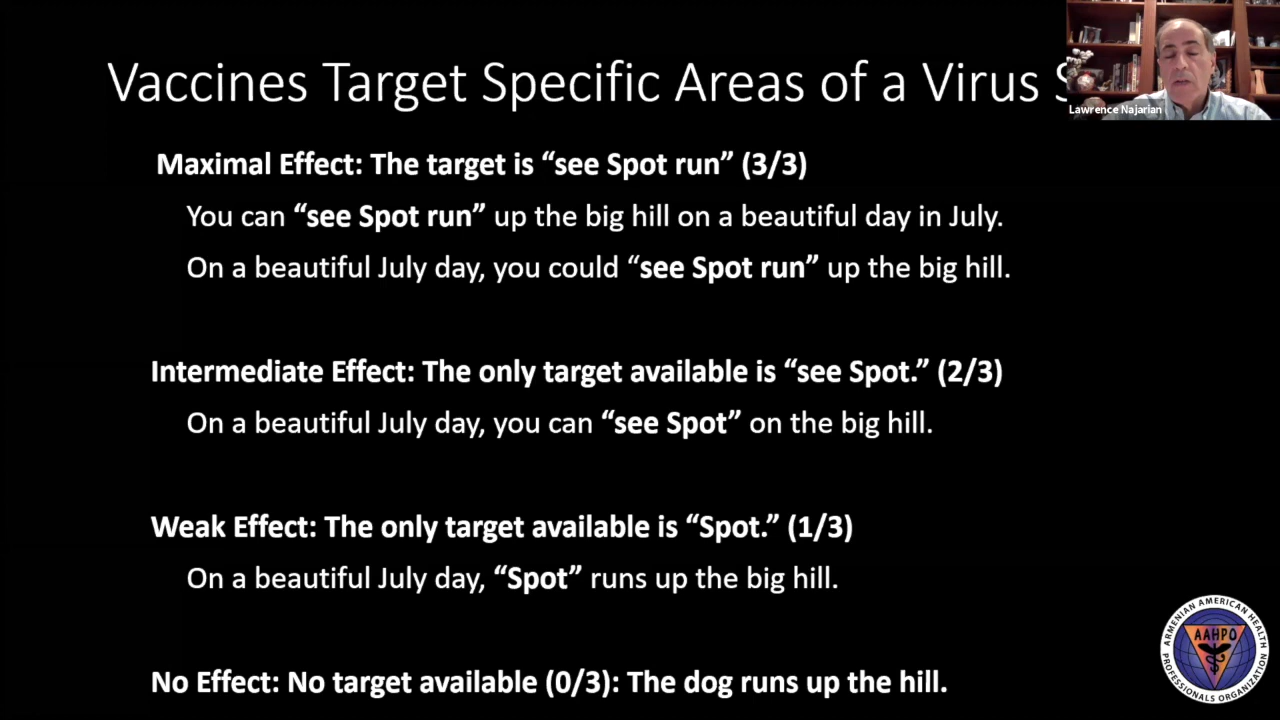 Vaccines Target Specific Areas of a Virus
Lawrence Najarian
Maximal Effect: The target is “see Spot run” (3/3)
You can “see Spot run” up the big hill on a beautiful day in July.
On a beautiful July day, you could “see Spot run” up the big hill.
Intermediate Effect: The only target available is “see Spot.” (2/3)
On a beautiful July day, you can “see Spot” on the big hill.
Weak Effect: The only target available is “Spot.” (1/3)
On a beautiful July day, “Spot” runs up the big hill.
No Effect: No target available (0/3): The dog runs up the hill.
ARMENIAN AMERICAN HEALTH
AAHPO
PROFESSIONALS ORGANIZATION